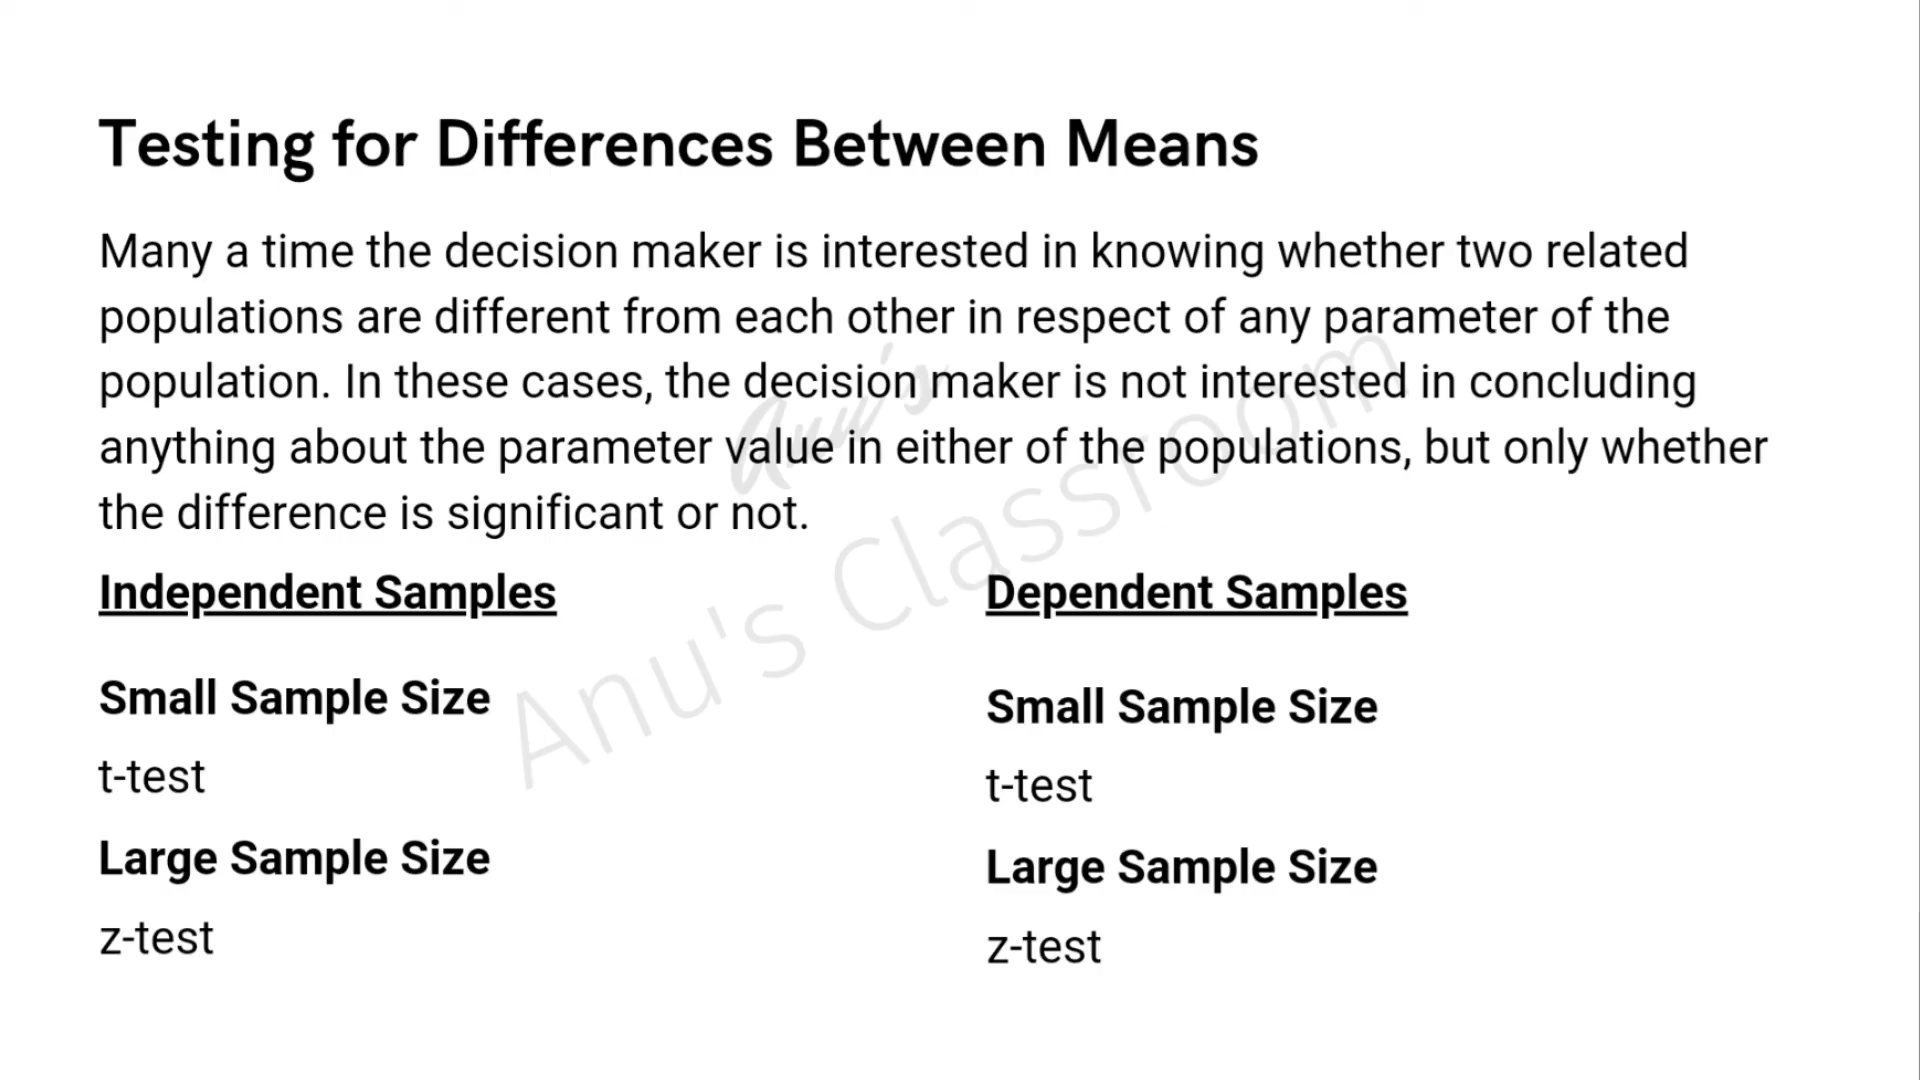 Testing for Differences Between Means
Many a time the decision maker is interested in knowing whether two related
populations are different from each other in respect of any parameter of the
population. In these cases, the decision maker is not interested in concluding
anything about the parameter value in either of the populations, but only whether
the difference is significant or not.
Anu's
Anu's Classroom
Independent Samples
Small Sample Size
t-test
Large Sample Size
z-test
Dependent Samples
Small Sample Size
t-test
Large Sample Size
z-test